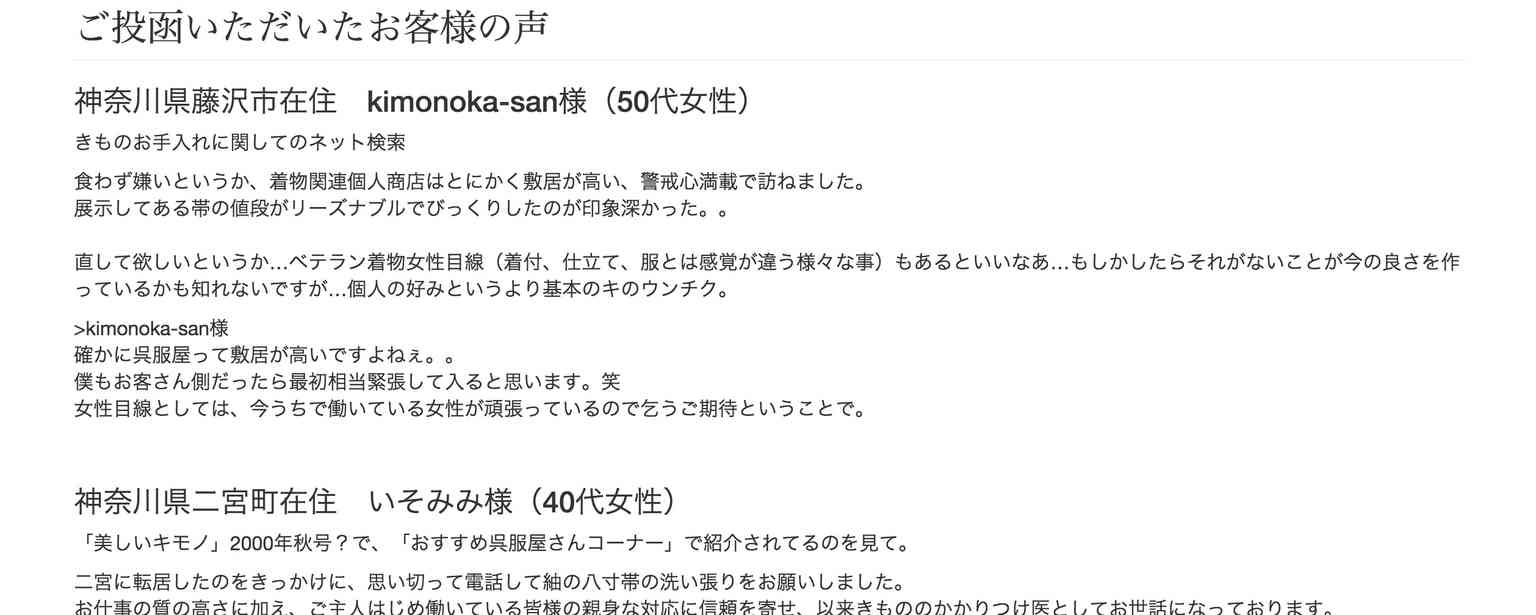 ご投函いただいたお客様の声
神奈川県藤沢市在住　kimonoka-san様（50代女性）
きものお手入れに関してのネット検索
食わず嫌いというか、着物関連個人商店はとにかく敷居が高い、警戒心満載で訪ねました。
展示してある帯の値段がリーズナブルでびっくりしたのが印象深かった。。
直して欲しいというか…ベテラン着物女性目線（着付、仕立て、服とは感覚が違う様々な事）もあるといいなあ…もしかしたらそれがないことが今の良さを作
っているかも知れないですが…個人の好みというより基本のキのウンチク。
>kimonoka-san様
確かに呉服屋って敷居が高いですよねぇ。。
僕もお客さん側だったら最初相当緊張して入ると思います。笑
女性目線としては、今うちで働いている女性が頑張っているので乞うご期待ということで。
神奈川県二宮町在住　いそみみ様（40代女性）
「美しいキモノ」2000年秋号？で、「おすすめ呉服屋さんコーナー」で紹介されてるのを見て。
二宮に転居したのをきっかけに、思い切って電話して紬の八寸帯の洗い張りをお願いしました。
お仕事の質の高さに加え、ご主人はじめ働いている皆様の親身な対応に信頼を寄せ、以来きもののかかりつけ医としてお世話になっております。